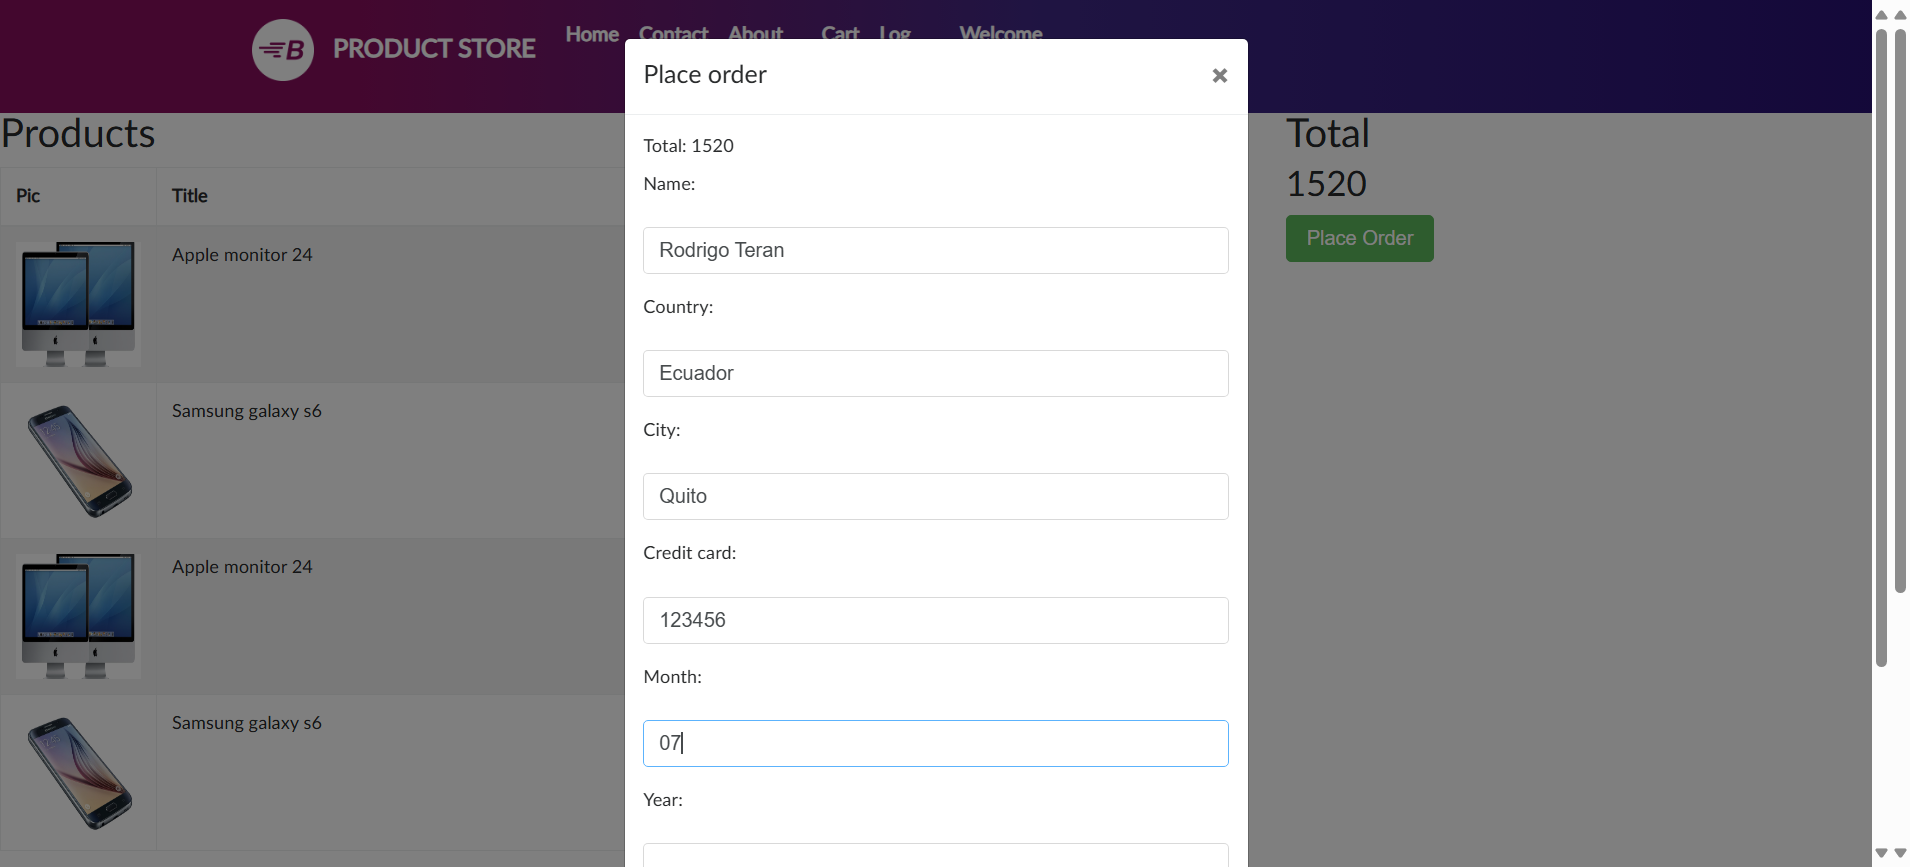 B PRODUCT STORE
Home Contact About Cart Log Welcome
Place order
×
Products
Total
1520
Place Order
Pic Title
Apple monitor 24
Samsung galaxy s6
Apple monitor 24
Samsung galaxy s6
Total: 1520
Name:
Rodrigo Teran
Country:
Ecuador
City:
Quito
Credit card:
123456
Month:
07
Year: